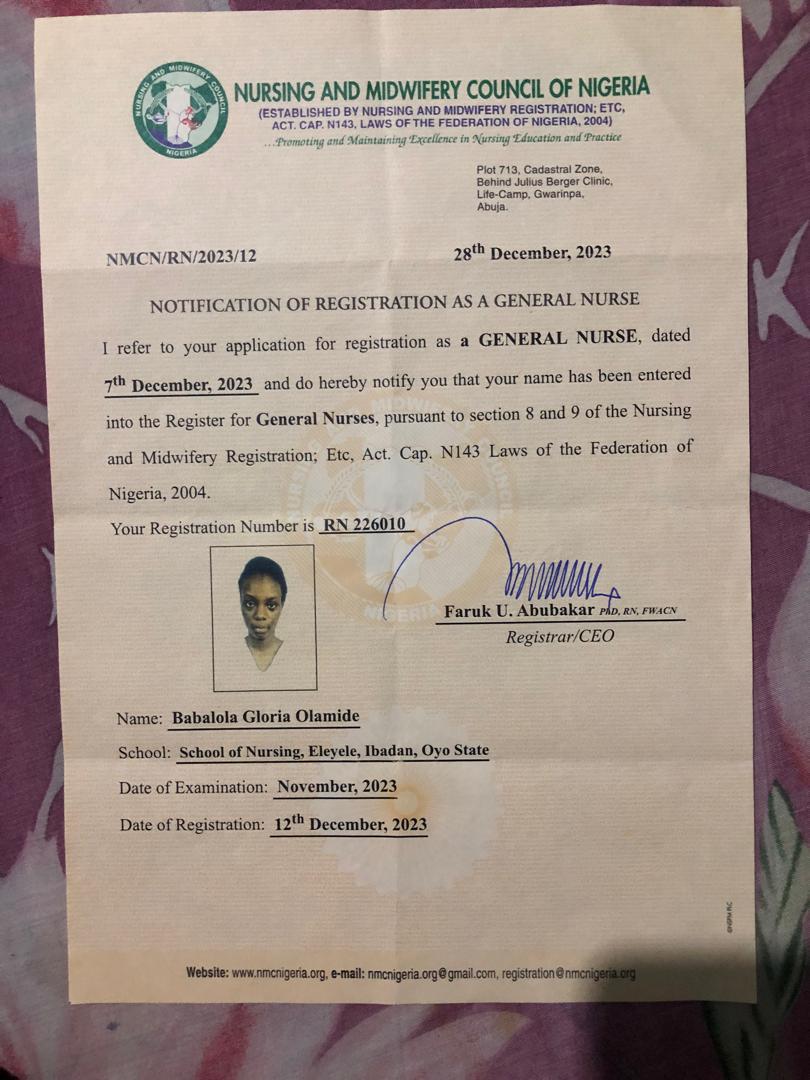 NURSING AND MIDWIFERY COUNCIL
NIGERIA
NURSING AND MIDWIFERY COUNCIL OF NIGERIA
(ESTABLISHED BY NURSING AND MIDWIFERY REGISTRATION; ETC,
ACT. CAP. N143, LAWS OF THE FEDERATION OF NIGERIA, 2004)
...Promoting and Maintaining Excellence in Nursing Education and Practice
Plot 713, Cadastral Zone,
Behind Julius Berger Clinic,
Life-Camp, Gwarinpa,
Abuja.
NMCN/RN/2023/12
28th December, 2023
NOTIFICATION OF REGISTRATION AS A GENERAL NURSE
I refer to your application for registration as a GENERAL NURSE, dated
7th December, 2023 and do hereby notify you that your name has been entered
into the Register for General Nurses, pursuant to section 8 and 9 of the Nursing
and Midwifery Registration; Etc, Act. Cap. N143 Laws of the Federation of
Nigeria, 2004.
Your Registration Number is RN 226010
NIGERIA
Faruk U. Abubakar PhD, RN, FWACN
Registrar/CEO
Name: Babalola Gloria Olamide
School: School of Nursing, Eleyele, Ibadan, Oyo State
Date of Examination: November, 2023
Date of Registration: 12th December, 2023
Website: www.nmcnigeria.org, e-mail: nmcnigeria.org@gmail.com, registration@nmcnigeria.org